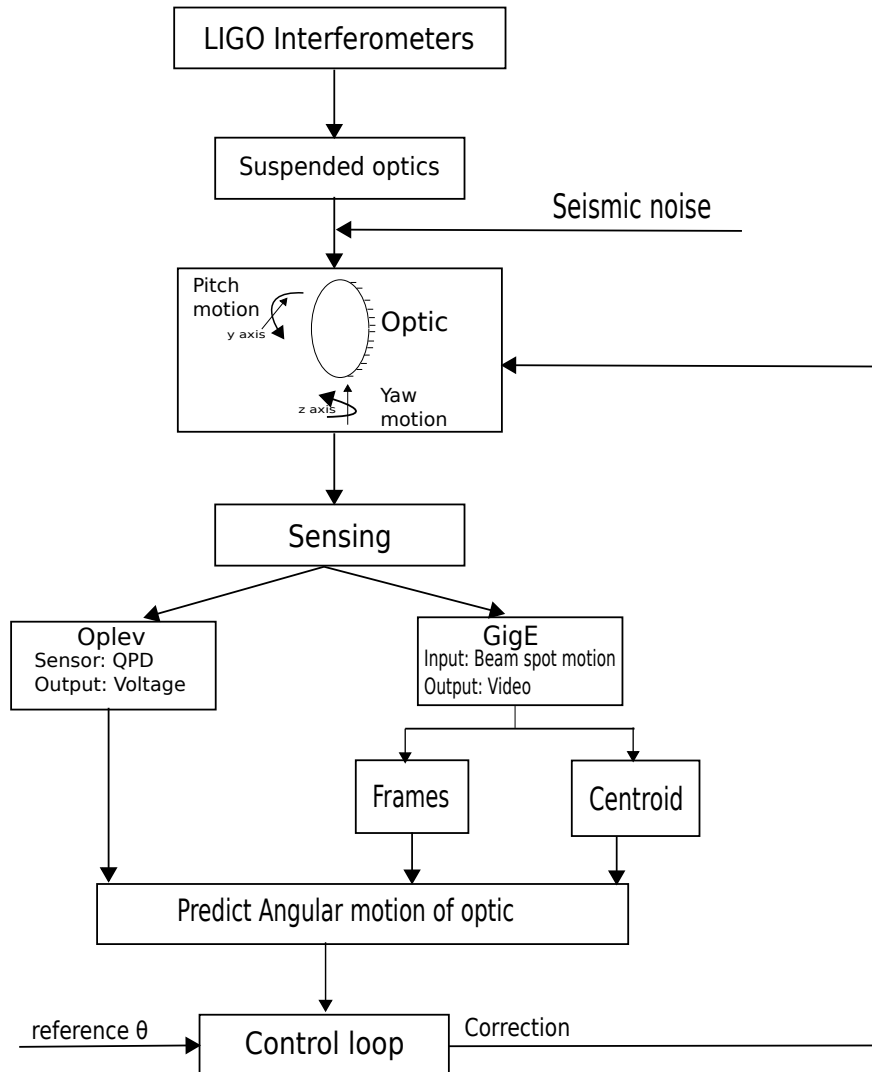 LIGO Interferometers
Suspended optics
Seismic noise
Pitch
motion
y axis
Optic
Yaw
motion
z axis
Sensing
Oplev
Sensor: QPD
Output: Voltage
GigE
Input: Beam spot motion
Output: Video
Frames
Centroid
Predict Angular motion of optic
reference θ
Control loop
Correction